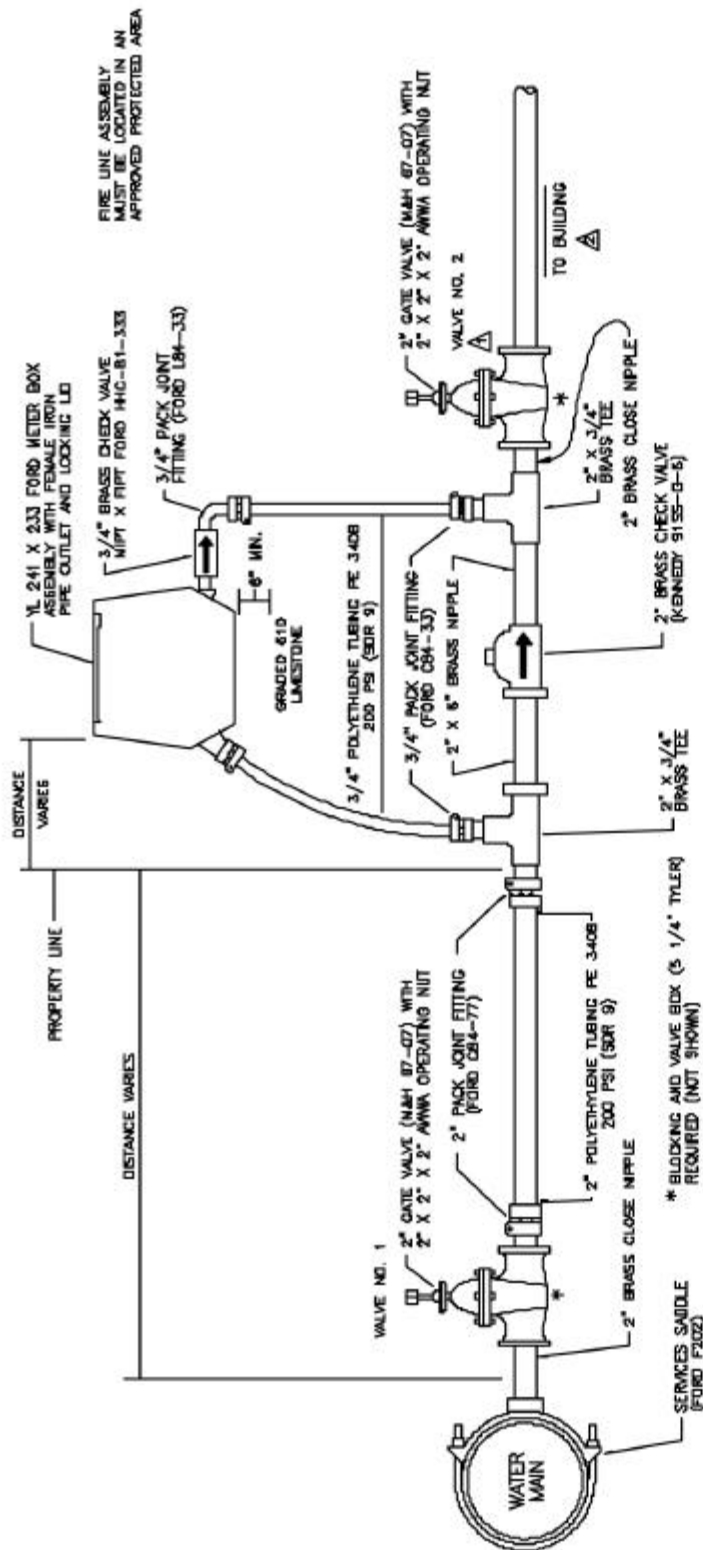 FIRE LINE ASSEMBLY
MUST BE LOCATED IN AN
APPROVED PROTECTED AREA
YL 241 X 233 FORD METER BOX
ASSEMBLY WITH FEMALE IRON
PIPE OUTLET AND LOCKING LID
3/4" BRASS CHECK VALVE
MIPT X FIPT FORD HHC-81-333
3/4" PACK JOINT
FITTING (FORD L84-33)
DISTANCE
VARIES
PROPERTY LINE
DISTANCE VARIES
6" MIN.
GRADED 610
LIMESTONE
3/4" POLYETHLENE TUBING PE 3408
200 PSI (SDR 9)
VALVE NO. 1
2" GATE VALVE (M&H 67-07) WITH
2" X 2" X 2" AWWA OPERATING NUT
2" PACK JOINT FITTING
(FORD C84-77)
3/4" PACK JOINT FITTING
(FORD C84-33)
2" X 6" BRASS NIPPLE
2" GATE VALVE (M&H 67-07) WITH
2" X 2" X 2" AWWA OPERATING NUT
VALVE NO. 2
1
TO BUILDING
2
WATER
MAIN
*
*
2" BRASS CLOSE NIPPLE
2" POLYETHYLENE TUBING PE 3408
200 PSI (SDR 9)
2" X 3/4"
BRASS TEE
2" BRASS CHECK VALVE
(KENNEDY
2" X 3/4"
BRASS TEE
2" BRASS CLOSE NIPPLE
SERVICES SADDLE
(FORD F202)
* BLOCKING AND VALVE BOX (5 1/4" TYLER)
REQUIRED (NOT SHOWN)